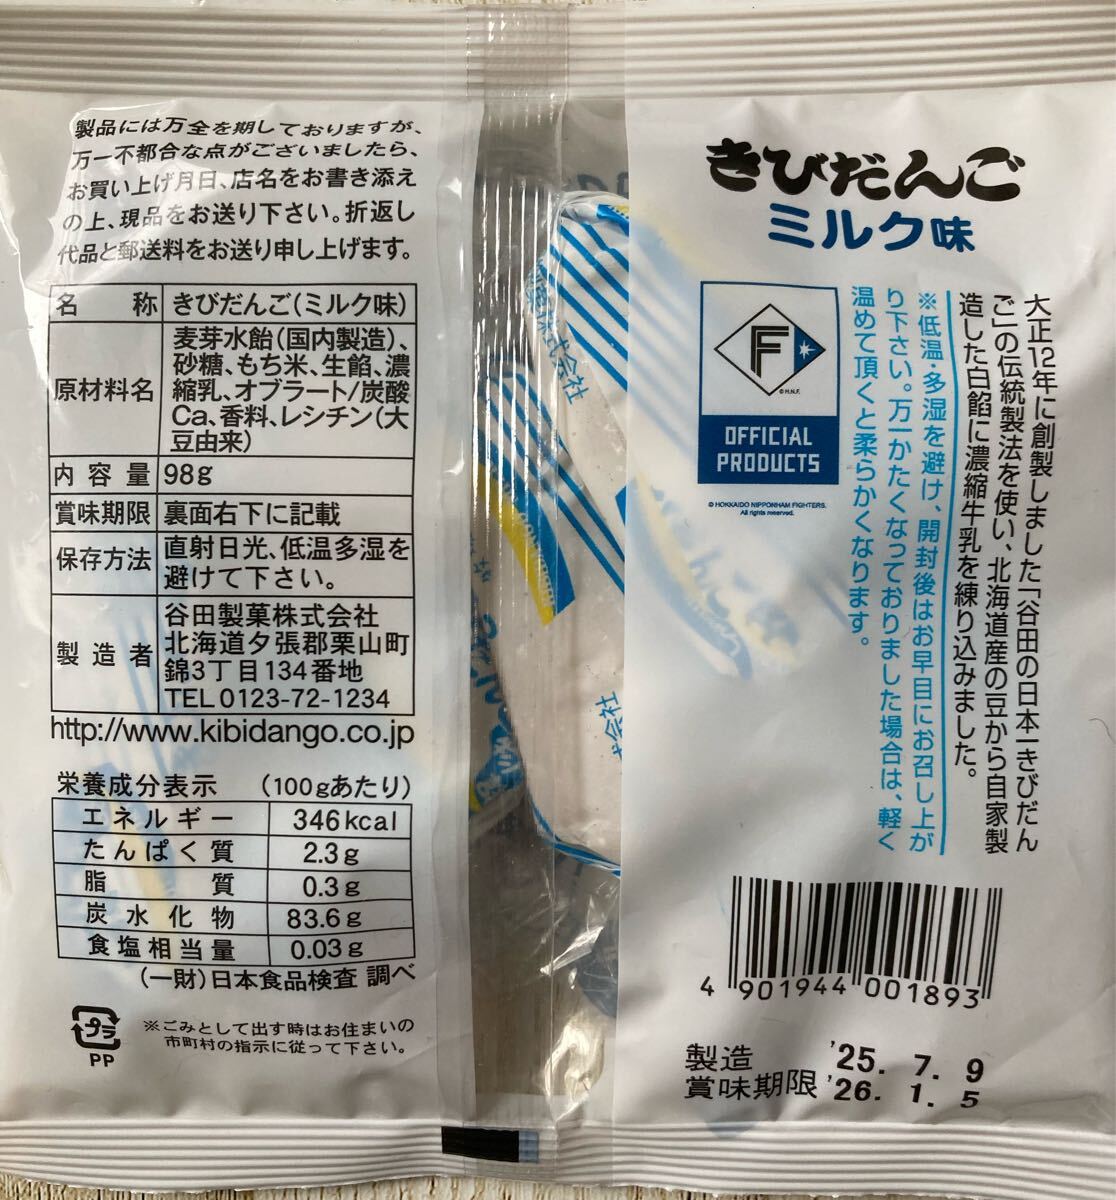 製品には万全を期しておりますが、
万一不都合な点がございましたら、
お買い上げ月日、店名をお書き添え
の上、現品をお送り下さい。折返し
代品と郵送料をお送り申し上げます。
名称 きびだんご(ミルク味)
原材料名 麦芽水飴(国内製造)、
砂糖、もち米、生餡、濃
縮乳、オブラート/炭酸
Ca、香料、レシチン(大
豆由来)
内容量 98g
賞味期限 裏面右下に記載
保存方法 直射日光、低温多湿を
避けて下さい。
製造者 谷田製菓株式会社
北海道夕張郡栗山町
錦3丁目134番地
TEL 0123-72-1234
http://www.kibidango.co.jp
栄養成分表示 (100gあたり)
エネルギー 346kcal
たんぱく質 2.3g
脂質 0.3g
炭水化物 83.6g
食塩相当量 0.03g
(一財)日本食品検査 調べ
プラ
PP
※ごみとして出す時はお住まいの
市町村の指示に従って下さい。
株式会社
会社
きびだんご
ミルク味
F
©H.N.F.
OFFICIAL
PRODUCTS
© HOKKAIDO NIPPONHAM FIGHTERS.
All rights reserved.
大正12年に創製しました「谷田の日本一きびだん
ご」の伝統製法を使い、北海道産の豆から自家製
造した白餡に濃縮牛乳を練り込みました。
※低温・多湿を避け、開封後はお早目にお召し上が
り下さい。万一かたくなっておりました場合は、軽く
温めて頂くと柔らかくなります。
4 901944 001893
製造 '25. 7. 9
賞味期限 '26. 1. 5